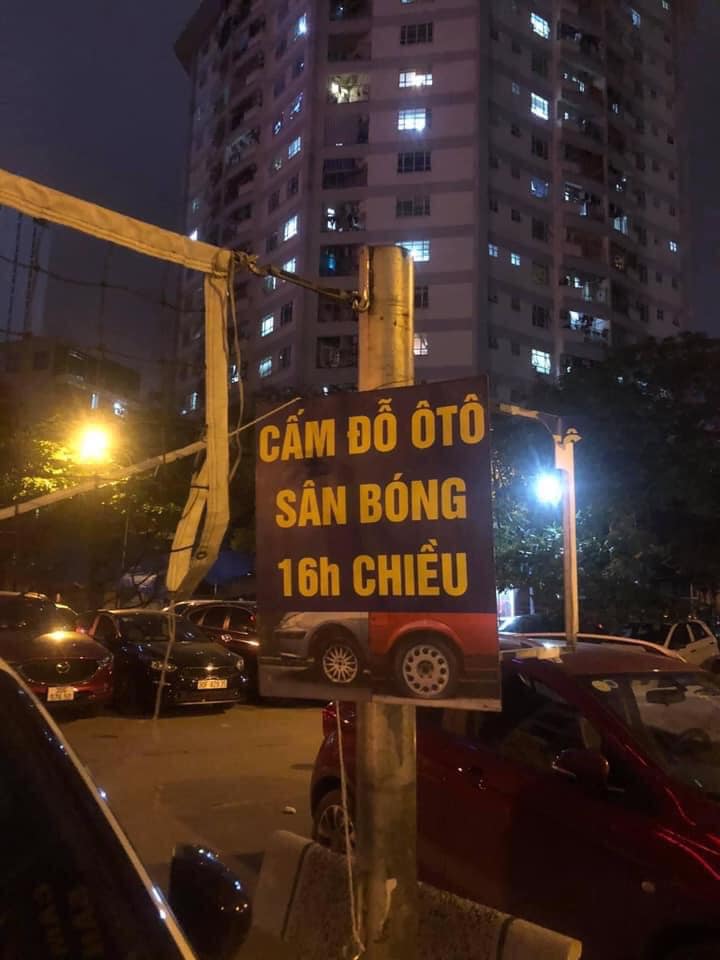 CẤM ĐỖ ÔTÔ
SÂN BÓNG
16h CHIỀU